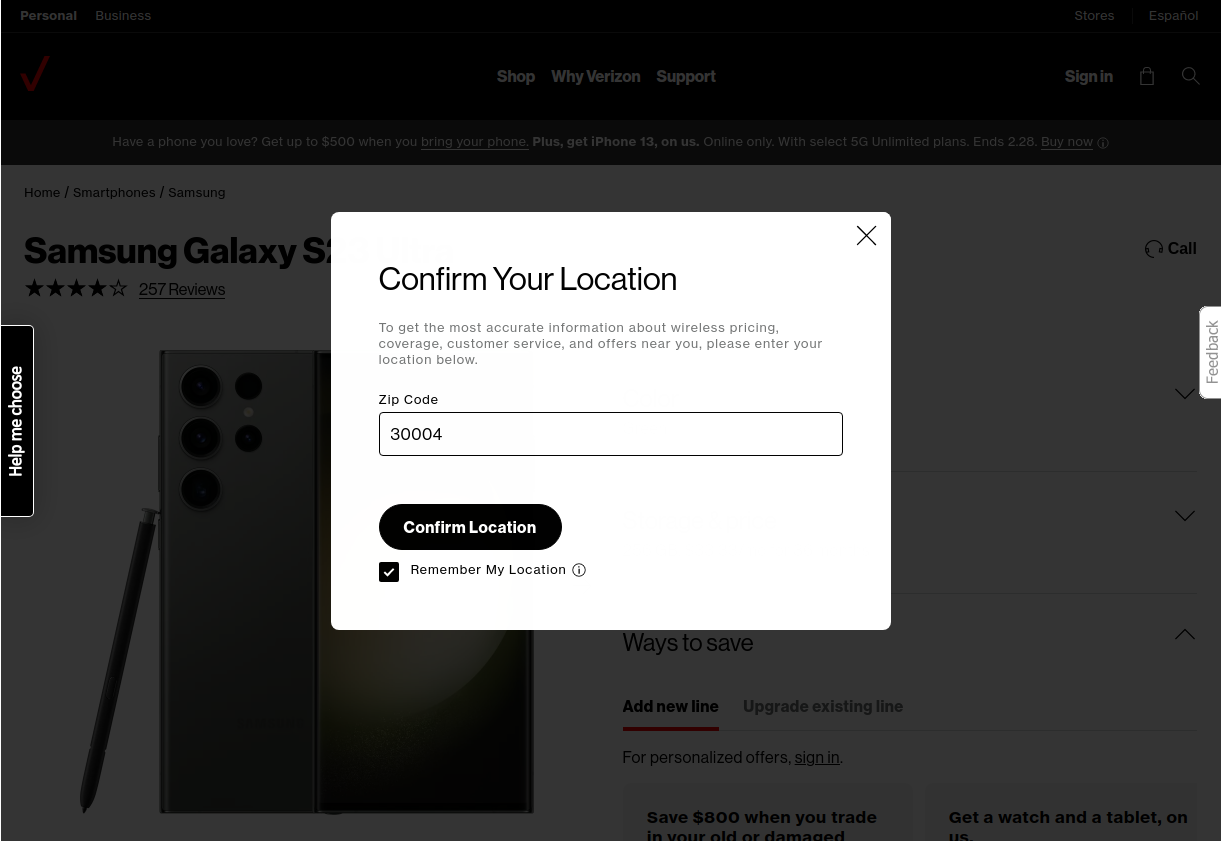 Personal Business Stores Español
Shop Why Verizon Support Sign in
Have a phone you love? Get up to $500 when you bring your phone. Plus, get iPhone 13, on us. Online only. With select 5G Unlimited plans. Ends 2.28. Buy now
Home / Smartphones / Samsung
Samsung Galaxy
Call
257 Reviews
Confirm Your Location
To get the most accurate information about wireless pricing,
coverage, customer service, and offers near you, please enter your
location below.
Zip Code
30004
Confirm Location
Remember My Location
Help me choose
Feedback
Ways to save
Add new line Upgrade existing line
For personalized offers, sign in.
Save $800 when you trade
in your old or damaged
Get a watch and a tablet, on
us.